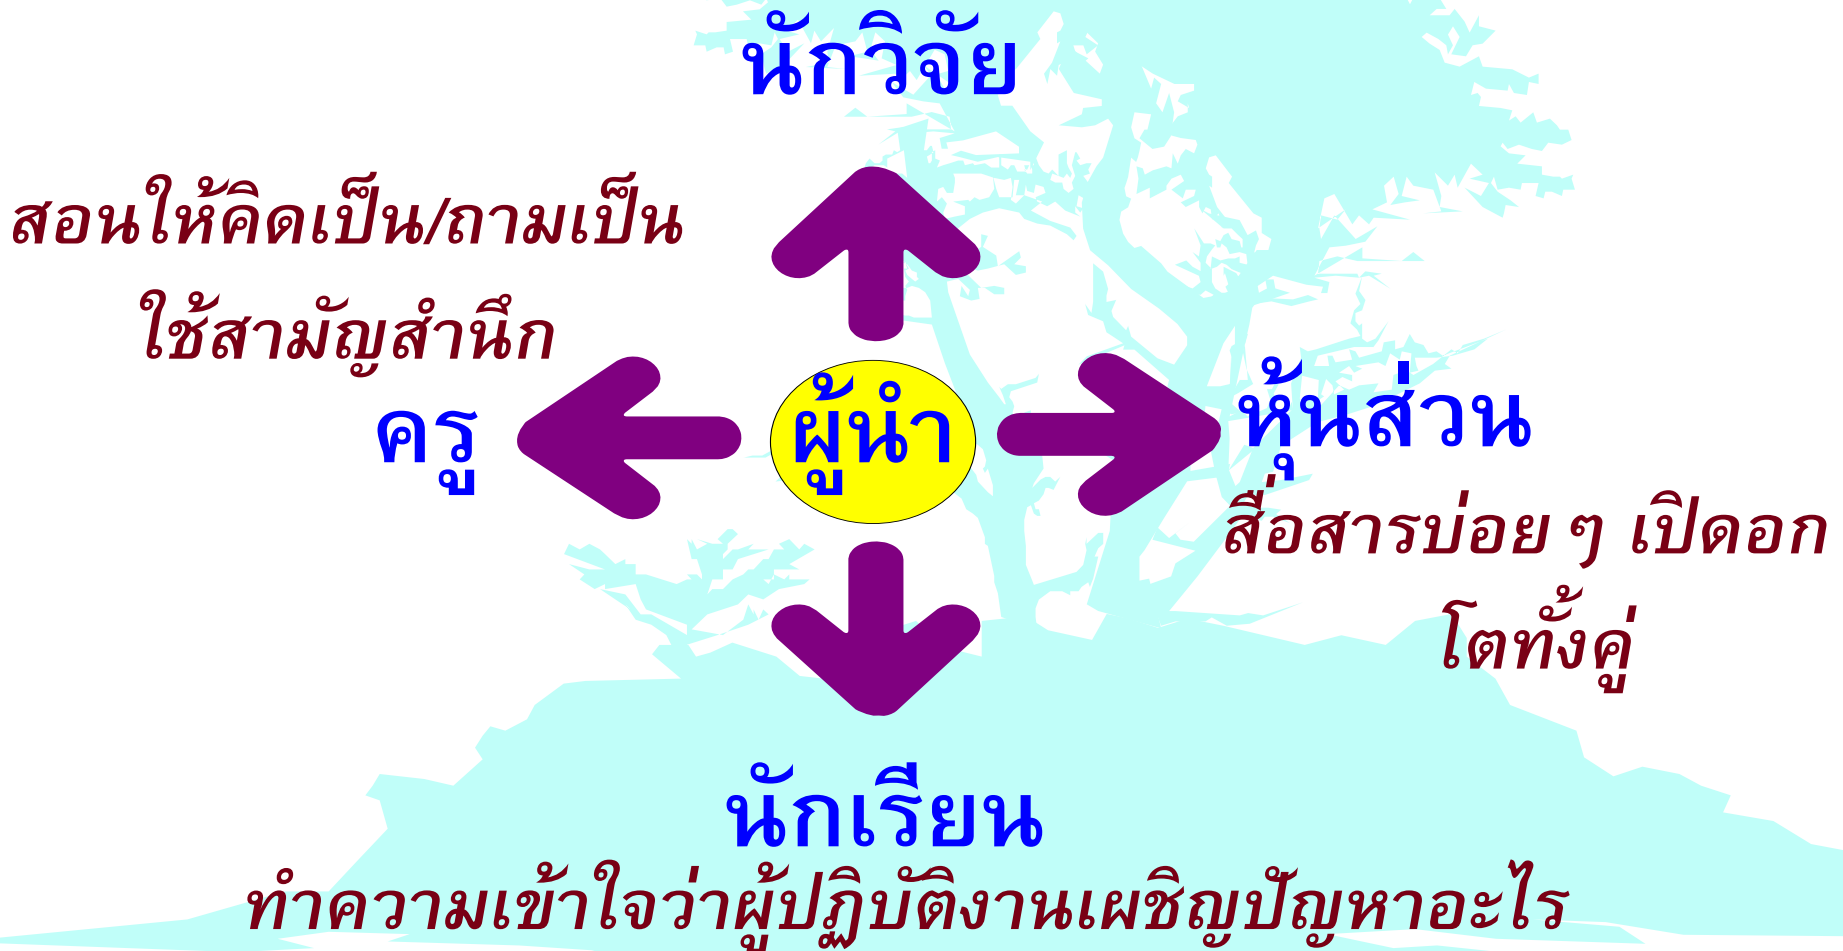 นักวิจัย
สอนให้คิดเป็น/ถามเป็น
ใช้สามัญสำนึก
ครู
ผู้นำ
หุ้นส่วน
สื่อสารบ่อย ๆ เปิดอก
โตทั้งคู่
นักเรียน
ทำความเข้าใจว่าผู้ปฏิบัติงานเผชิญปัญหาอะไร